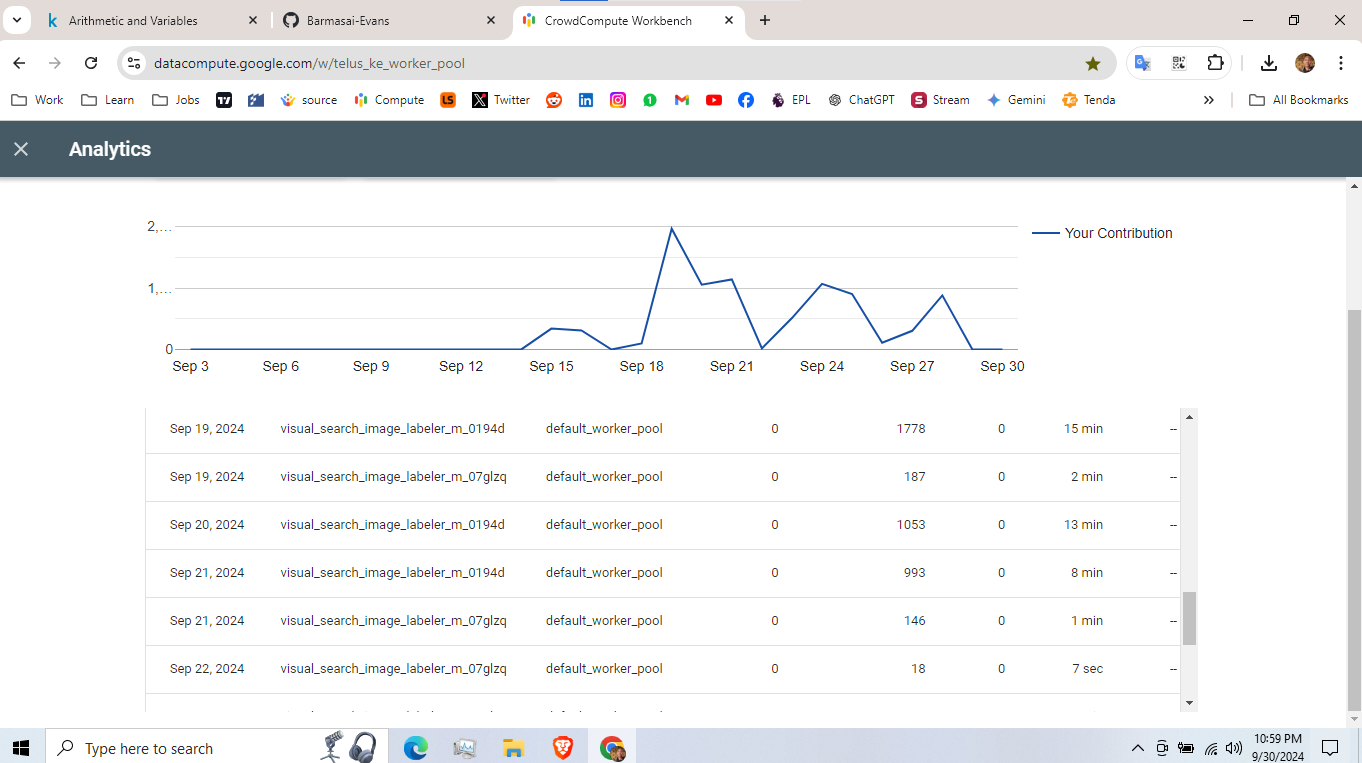 Arithmetic and Variables
Barmasai-Evans
CrowdCompute Workbench
datacompute.google.com/w/telus_ke_worker_pool
Work Learn Jobs source Compute LS Twitter EPL ChatGPT S Stream Gemini Tenda » All Bookmarks
Analytics
2,…
1,…
0
Your Contribution
Sep 3 Sep 6 Sep 9 Sep 12 Sep 15 Sep 18 Sep 21 Sep 24 Sep 27 Sep 30
Sep 19, 2024 visual_search_image_labeler_m_0194d default_worker_pool 0 1778 0 15 min --
Sep 19, 2024 visual_search_image_labeler_m_07glzq default_worker_pool 0 187 0 2 min --
Sep 20, 2024 visual_search_image_labeler_m_0194d default_worker_pool 0 1053 0 13 min --
Sep 21, 2024 visual_search_image_labeler_m_0194d default_worker_pool 0 993 0 8 min --
Sep 21, 2024 visual_search_image_labeler_m_07glzq default_worker_pool 0 146 0 1 min --
Sep 22, 2024 visual_search_image_labeler_m_07glzq default_worker_pool 0 18 0 7 sec --
Type here to search
10:59 PM
9/30/2024